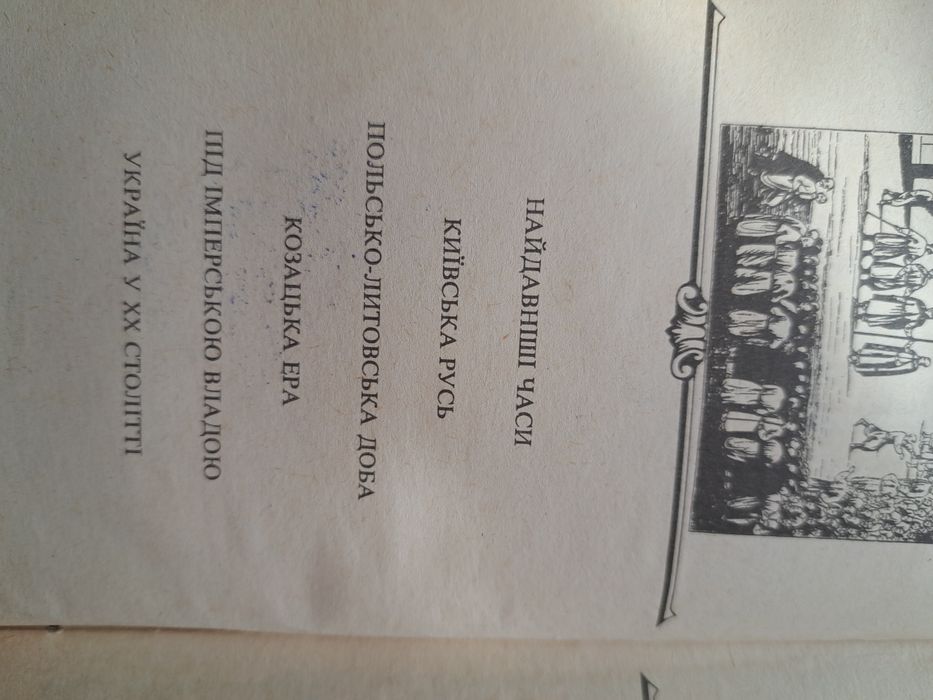 НАЙДАВНІШІ ЧАСИ
КИЇВСЬКА РУСЬ
ПОЛЬСЬКО-ЛИТОВСЬКА ДОБА
КОЗАЦЬКА ЕРА
ПІД ІМПЕРСЬКОЮ ВЛАДОЮ
УКРАЇНА У XX СТОЛІТТІ